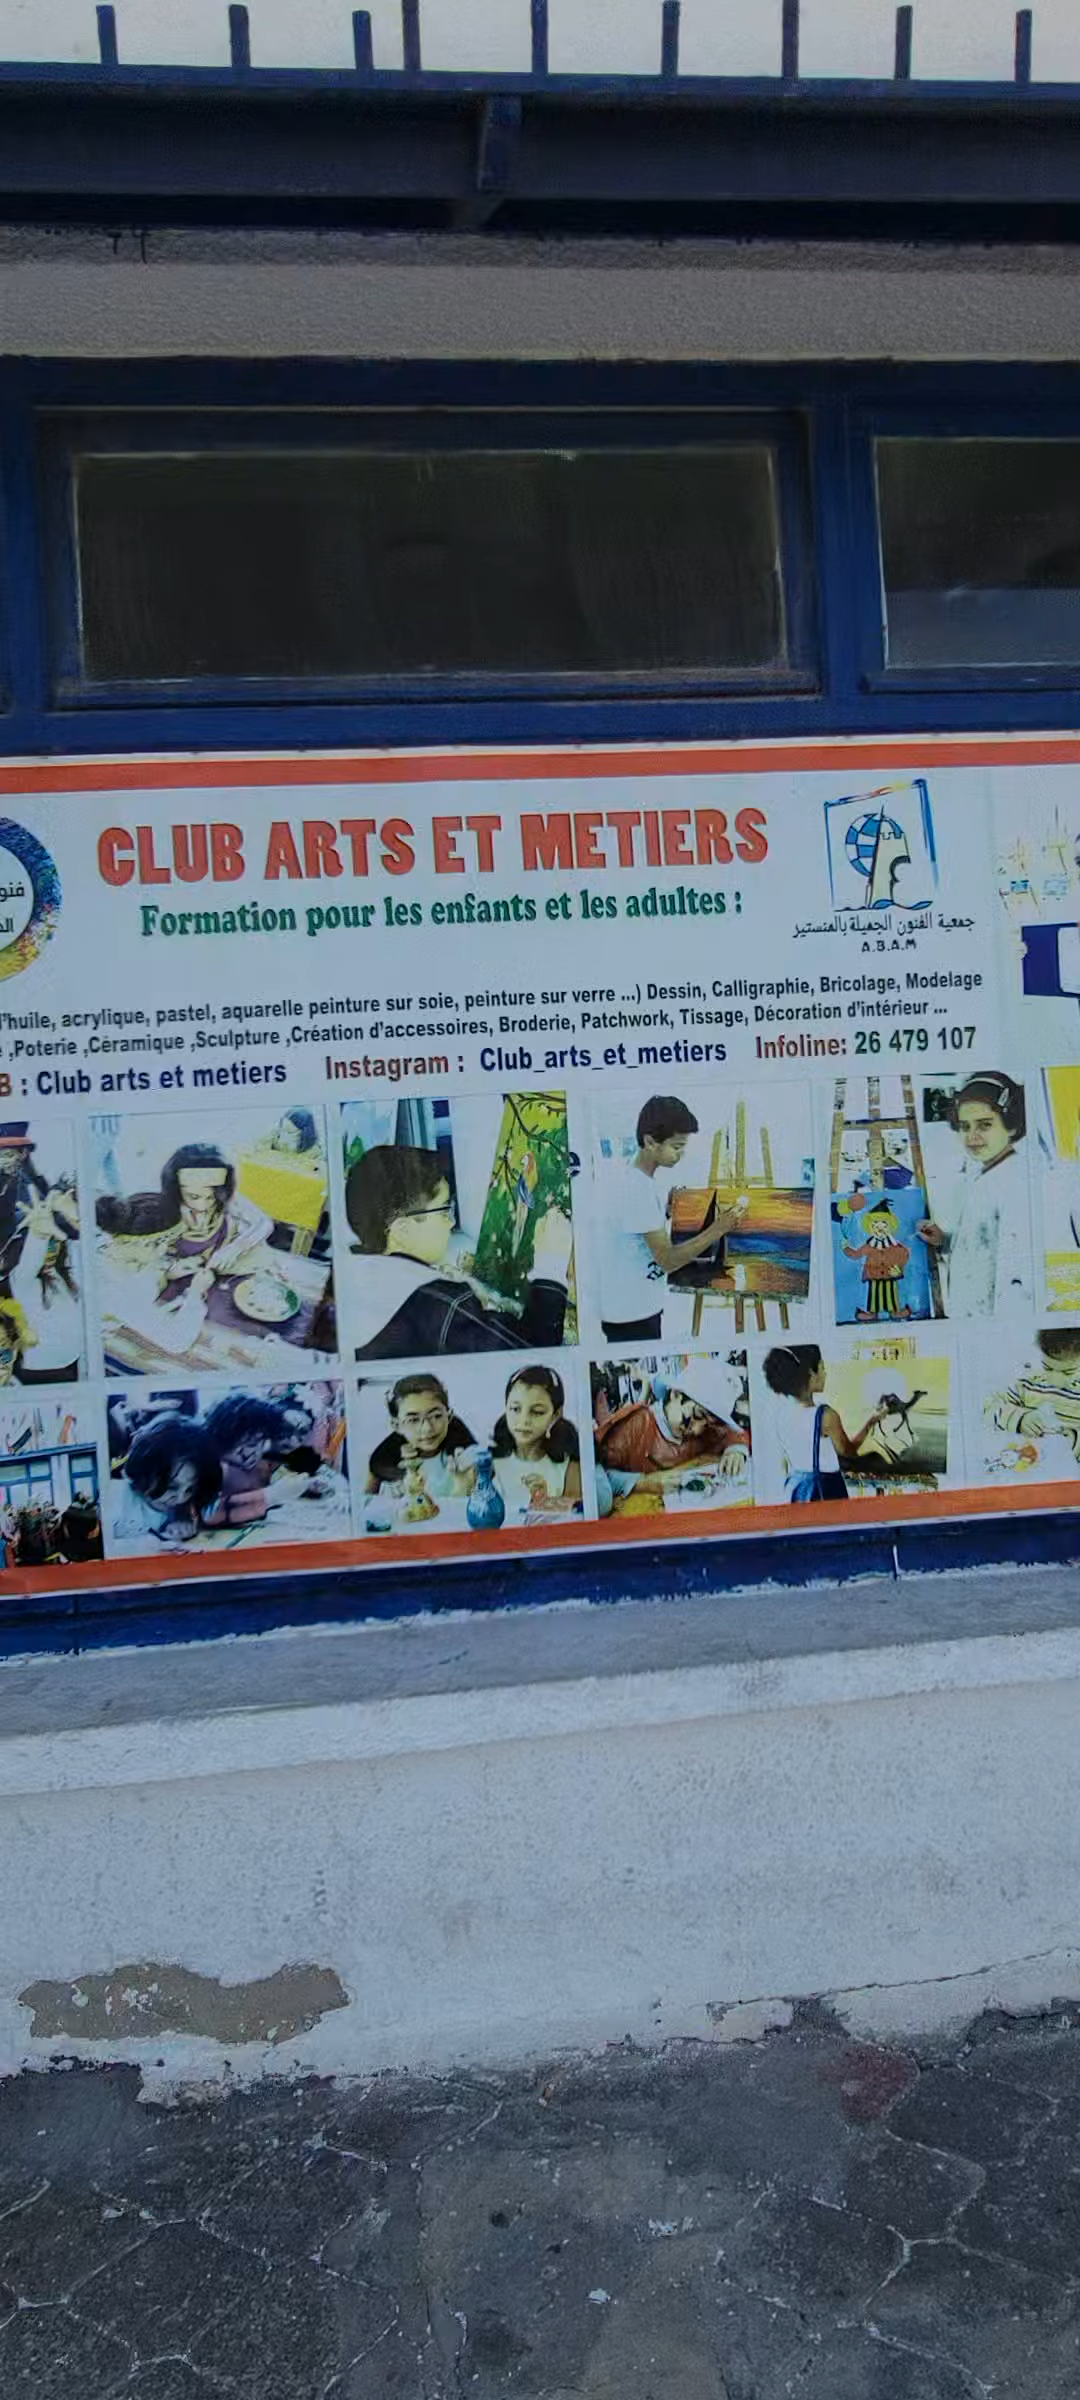 CLUB ARTS ET METIERS
Formation pour les enfants et les adultes :
جمعية الفنون الجميلة بالمنستير
A.B.A.M
l'huile, acrylique, pastel, aquarelle peinture sur soie, peinture sur verre ...) Dessin, Calligraphie, Bricolage, Modelage
,Poterie ,Céramique ,Sculpture ,Création d'accessoires, Broderie, Patchwork, Tissage, Décoration d'intérieur ...
B : Club arts et metiers Instagram : Club_arts_et_metiers Infoline: 26 479 107